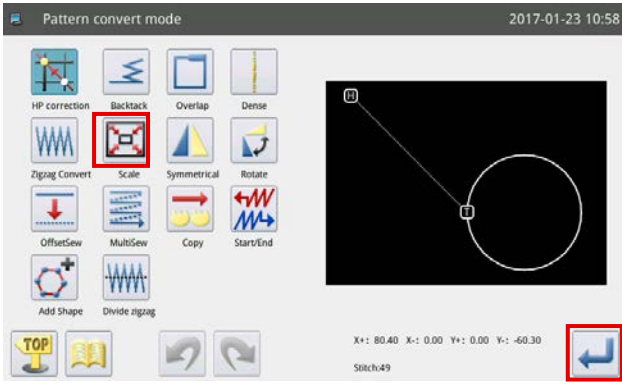 Pattern convert mode
2017-01-23 10:58
HP correction
Backtack
Overlap
Dense
Zigzag Convert
Scale
Symmetrical
Rotate
OffsetSew
MultiSew
Copy
Start/End
Add Shape
Divide zigzag
H
T
TOP
X+: 80.40 X-: 0.00 Y+: 0.00 Y-: -60.30
Stitch:49